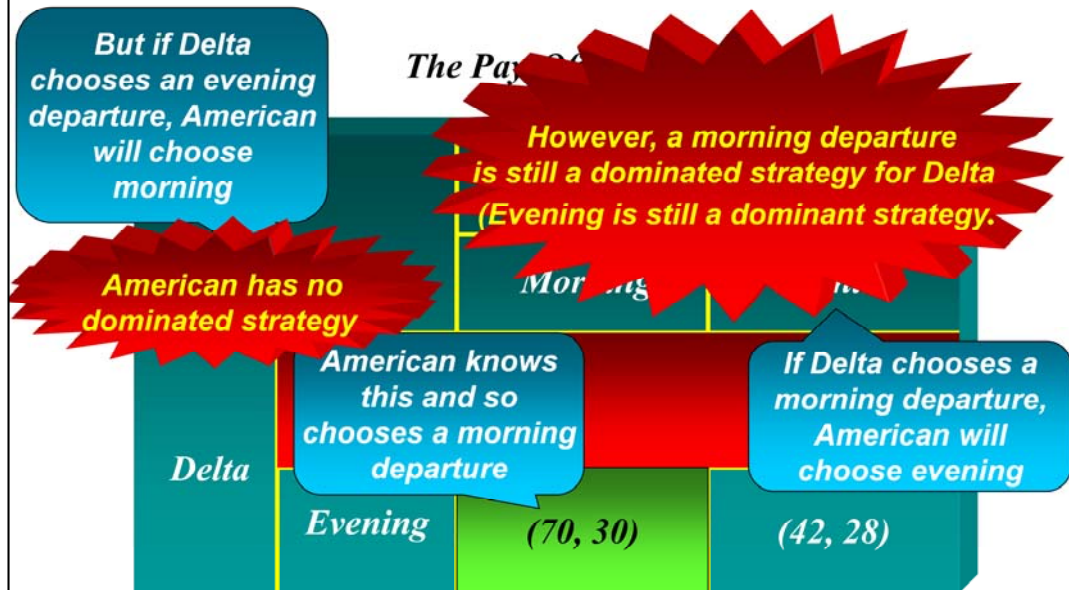 But if Delta
chooses an evening
departure, American
will choose
morning
The Pay
However, a morning departure
is still a dominated strategy for Delta
(Evening is still a dominant strategy.
American has no
dominated strategy
American knows
this and so
chooses a morning
departure
If Delta chooses a
morning departure,
American will
choose evening
Delta
Evening
(70, 30)
(42, 28)